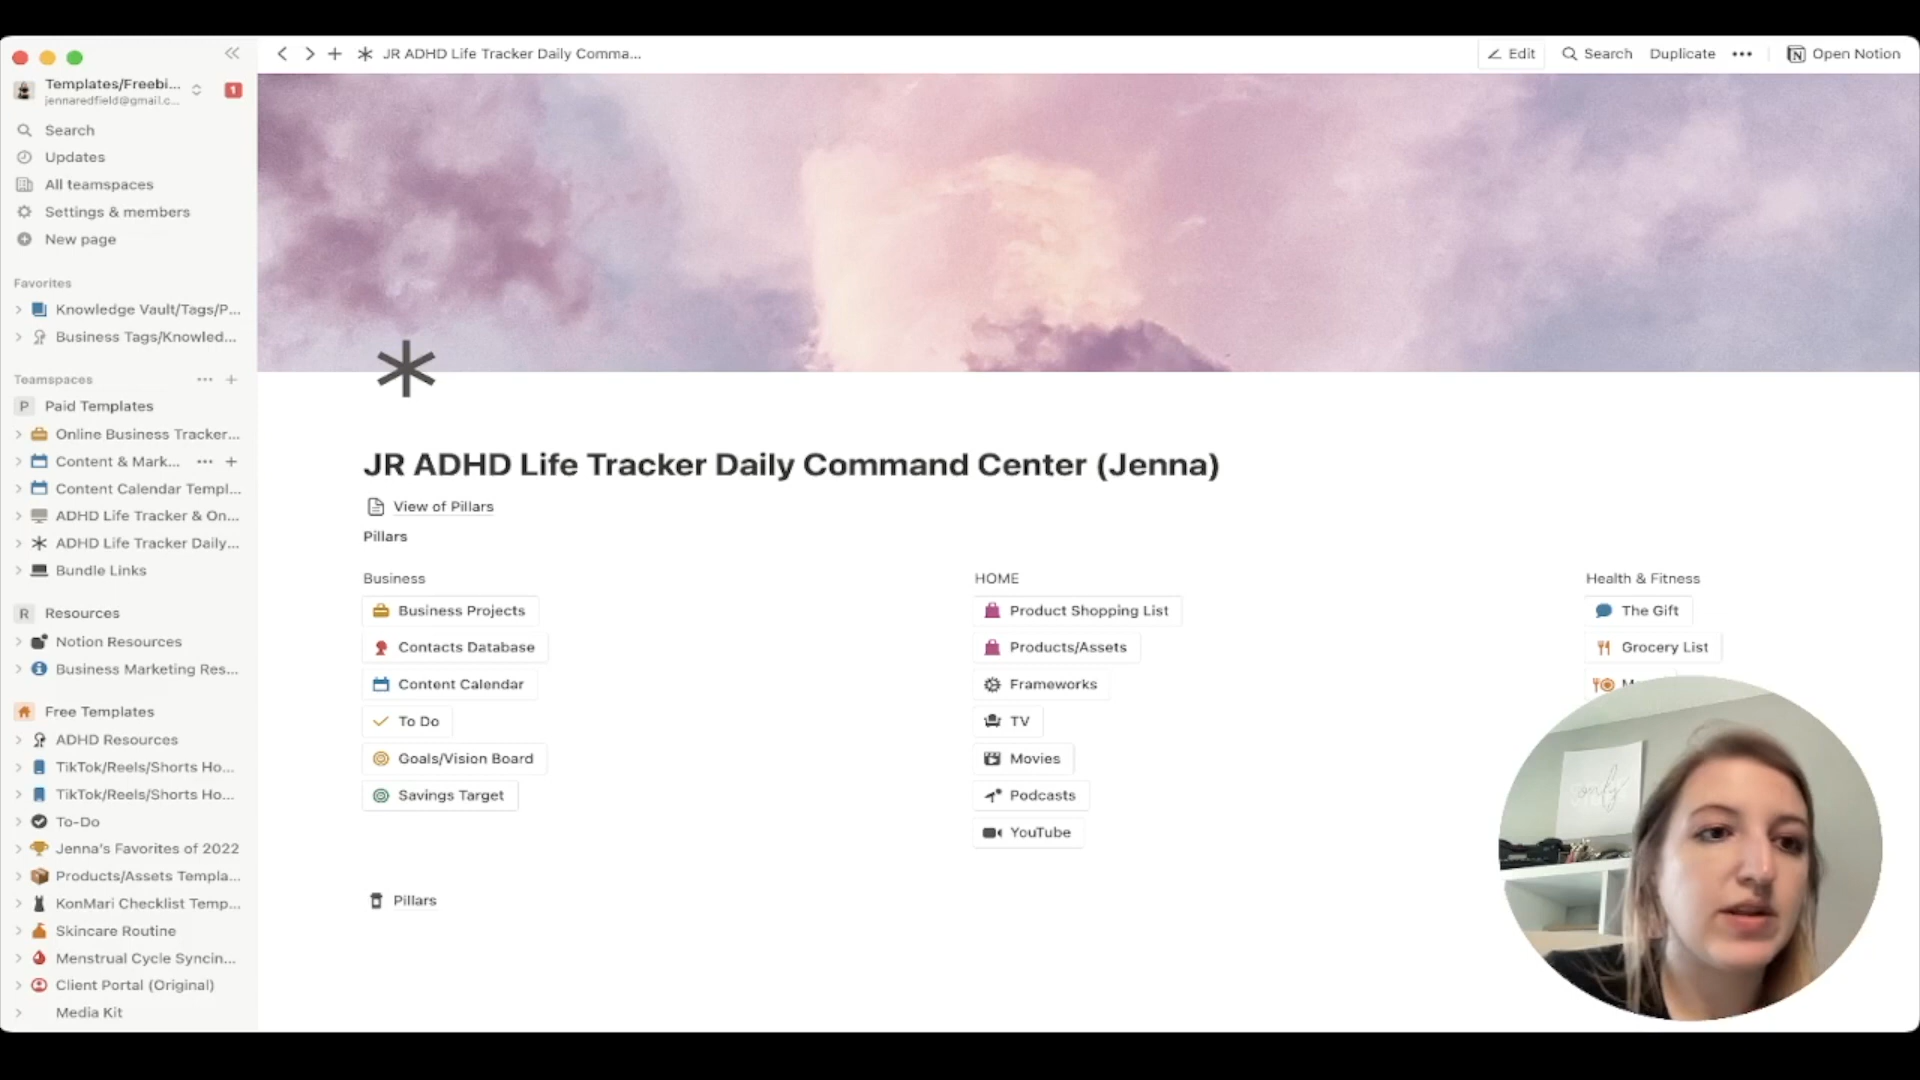 JR ADHD Life Tracker Daily Comma...
Edit
Search
Duplicate
Open Notion
Templates/Freebi...
jennaredfield@gmail.c...
1
Search
Updates
All teamspaces
Settings & members
New page
Favorites
Knowledge Vault/Tags/P...
Business Tags/Knowled...
Teamspaces
P Paid Templates
Online Business Tracker...
Content & Mark...
Content Calendar Templ...
ADHD Life Tracker & On...
ADHD Life Tracker Daily...
Bundle Links
R Resources
Notion Resources
Business Marketing Res...
Free Templates
ADHD Resources
TikTok/Reels/Shorts Ho...
TikTok/Reels/Shorts Ho...
To-Do
Jenna's Favorites of 2022
Products/Assets Templa...
KonMari Checklist Temp...
Skincare Routine
Menstrual Cycle Syncin...
Client Portal (Original)
Media Kit
JR ADHD Life Tracker Daily Command Center (Jenna)
View of Pillars
Pillars
Business
Business Projects
Contacts Database
Content Calendar
To Do
Goals/Vision Board
Savings Target
HOME
Product Shopping List
Products/Assets
Frameworks
TV
Movies
Podcasts
YouTube
Health & Fitness
The Gift
Grocery List
Pillars
only